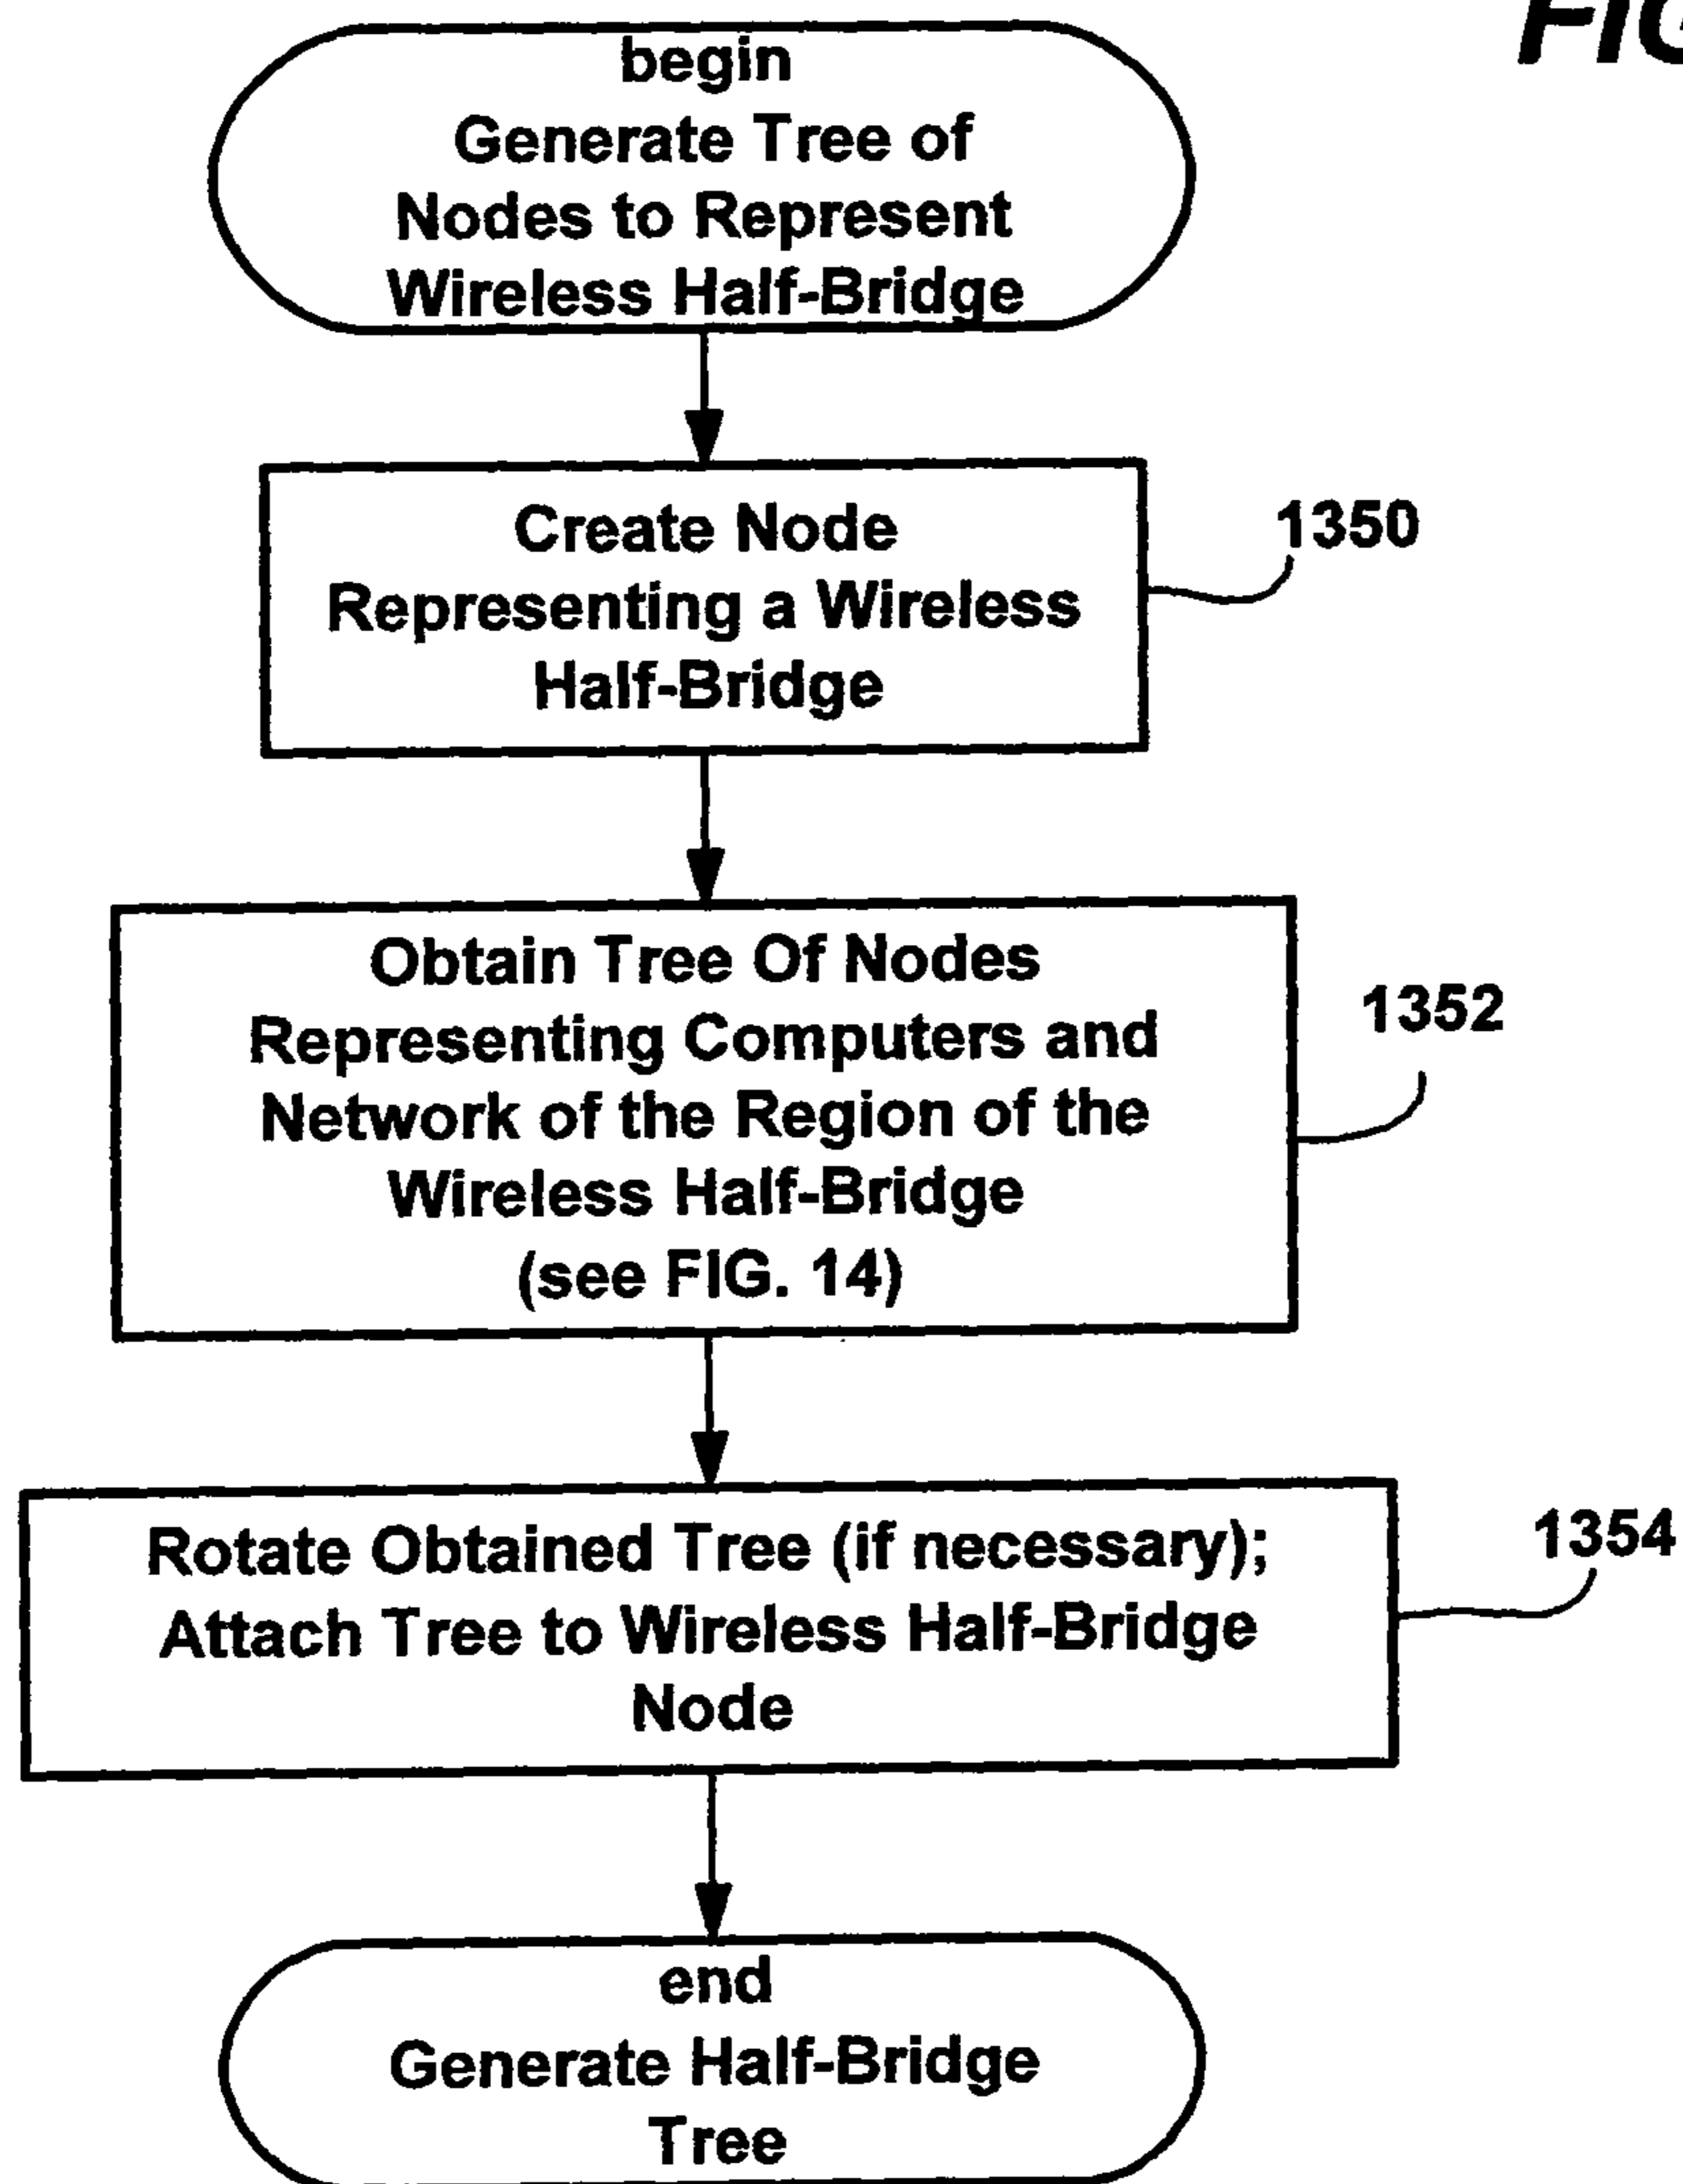 begin
Generate Tree of
Nodes to Represent
Wireless Half-Bridge
Create Node
Representing a Wireless
Half-Bridge
1350
Obtain Tree Of Nodes
Representing Computers and
Network of the Region of the
Wireless Half-Bridge
(see FIG. 14)
1352
Rotate Obtained Tree (if necessary);
Attach Tree to Wireless Half-Bridge
Node
1354
end
Generate Half-Bridge
Tree